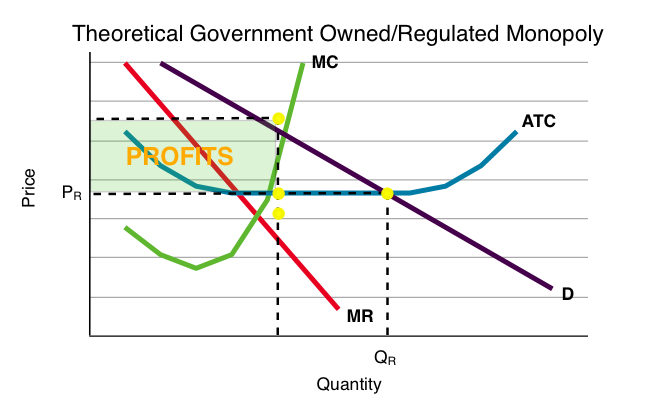 Theoretical Government Owned/Regulated Monopoly
MC
ATC
PROFITS
Price
PR
D
MR
QR
Quantity